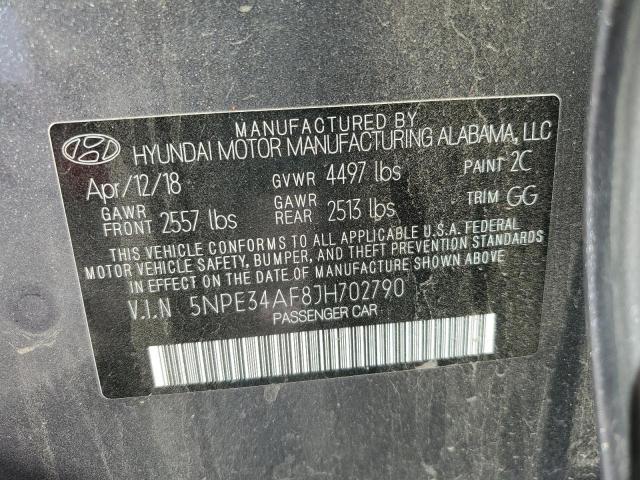 MANUFACTURED BY
HYUNDAI MOTOR MANUFACTURING ALABAMA, LLC
Apr/12/18 GVWR 4497 lbs PAINT 2C
GAWR FRONT 2557 lbs GAWR REAR 2513 lbs TRIM GG
THIS VEHICLE CONFORMS TO ALL APPLICABLE U.S.A. FEDERAL
MOTOR VEHICLE SAFETY, BUMPER, AND THEFT PREVENTION STANDARDS
IN EFFECT ON THE DATE OF MANUFACTURE SHOWN ABOVE
V.I.N 5NPE34AF8JH702790
PASSENGER CAR